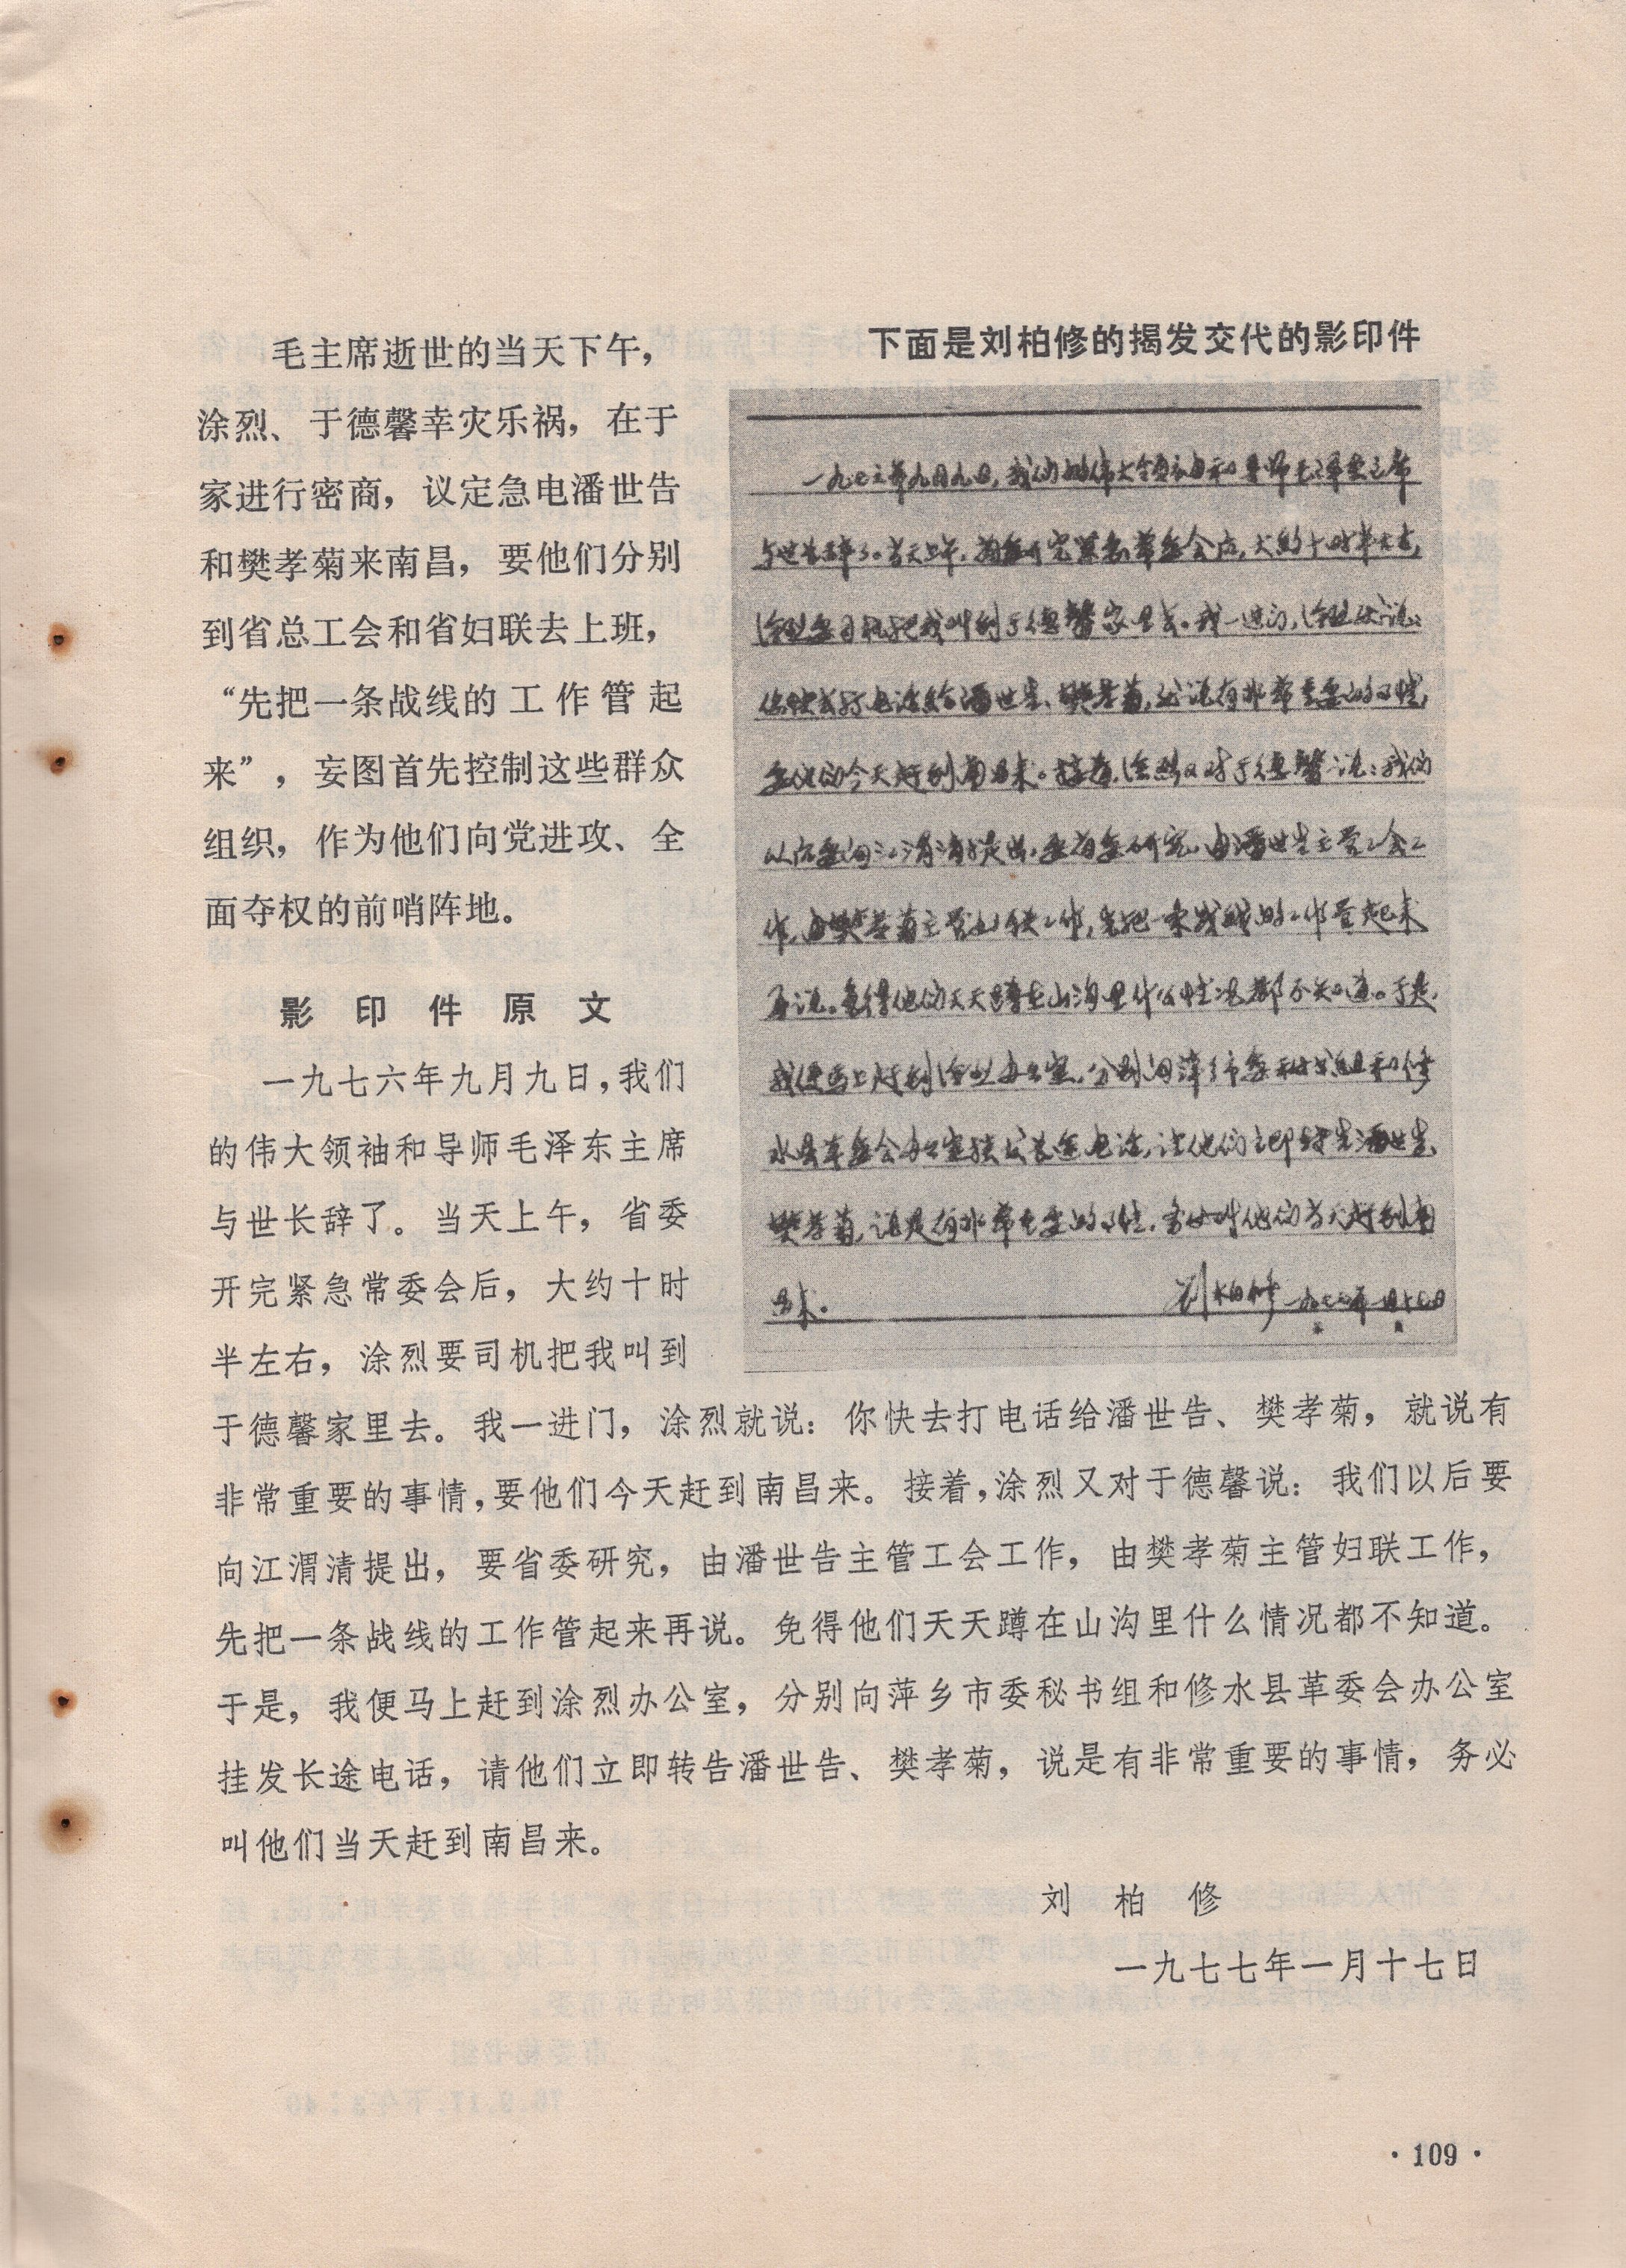 毛主席逝世的当天下午，
涂烈、于德馨幸灾乐祸，在于
家进行密商，议定急电潘世告
和樊孝菊来南昌，要他们分别
到省总工会和省妇联去上班，
“先把一条战线的工作管起
来”，妄图首先控制这些群众
组织，作为他们向党进攻、全
面夺权的前哨阵地。
下面是刘柏修的揭发交代的影印件
一九七六年九月九日，我们的伟大领袖和导师毛泽东主席
与世长辞了。当天上午，省委开完紧急常委会后，大约十时半左右，
涂烈要司机把我叫到于德馨家里去。我一进门，涂烈就说：
你快去打电话给潘世告、樊孝菊，就说有非常重要的事情，
要他们今天赶到南昌来。接着，涂烈又对于德馨说：我们
以后要向江渭清提出，要省委研究，由潘世告主管工会工
作，由樊孝菊主管妇联工作，先把一条战线的工作管起来
再说。免得他们天天蹲在山沟里什么情况都不知道。于是，
我便马上赶到涂烈办公室，分别向萍乡市委秘书组和修
水县革委会办公室挂发长途电话，请他们立即转告潘世告、
樊孝菊，说是有非常重要的事情，务必叫他们当天赶到南
昌来。
刘柏修 一九七七年一月十七日
影印件原文
一九七六年九月九日，我们
的伟大领袖和导师毛泽东主席
与世长辞了。当天上午，省委
开完紧急常委会后，大约十时
半左右，涂烈要司机把我叫到
于德馨家里去。我一进门，涂烈就说：你快去打电话给潘世告、樊孝菊，就说有
非常重要的事情，要他们今天赶到南昌来。接着，涂烈又对于德馨说：我们以后要
向江渭清提出，要省委研究，由潘世告主管工会工作，由樊孝菊主管妇联工作，
先把一条战线的工作管起来再说。免得他们天天蹲在山沟里什么情况都不知道。
于是，我便马上赶到涂烈办公室，分别向萍乡市委秘书组和修水县革委会办公室
挂发长途电话，请他们立即转告潘世告、樊孝菊，说是有非常重要的事情，务必
叫他们当天赶到南昌来。
刘柏修
一九七七年一月十七日
·109·